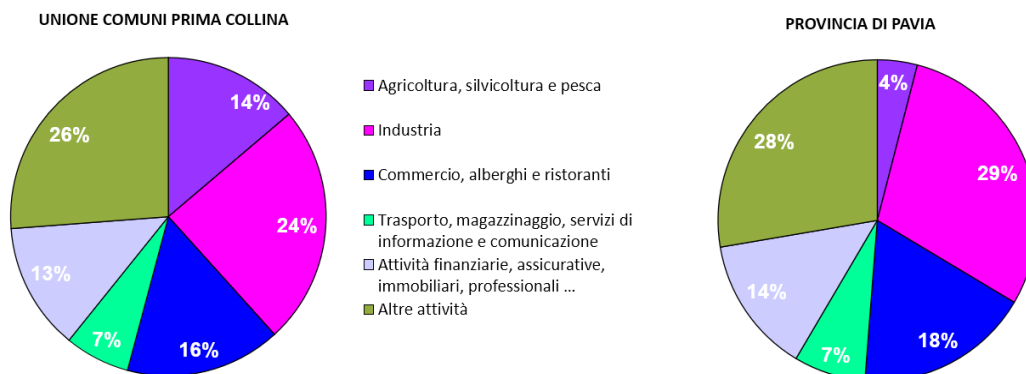 UNIONE COMUNI PRIMA COLLINA
14%
24%
16%
7%
13%
26%
Agricoltura, silvicoltura e pesca
Industria
Commercio, alberghi e ristoranti
Trasporto, magazzinaggio, servizi di
informazione e comunicazione
Attività finanziarie, assicurative,
immobiliari, professionali ...
Altre attività
PROVINCIA DI PAVIA
4%
29%
18%
7%
14%
28%